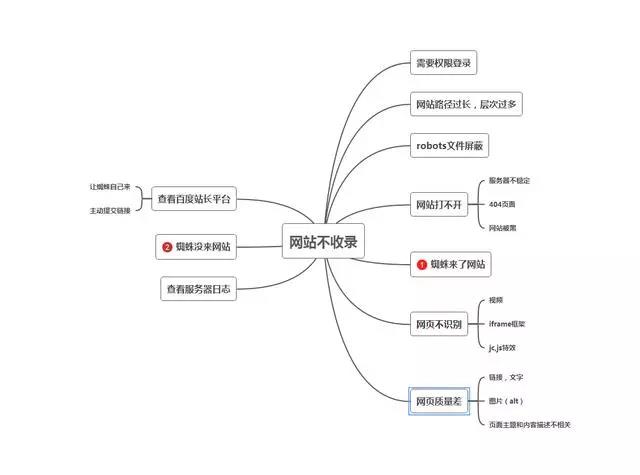 网站不收录
需要权限登录
网站路径过长，层次过多
robots文件屏蔽
网站打不开
服务器不稳定
404页面
网站被黑
1 蜘蛛来了网站
网页不识别
视频
iframe框架
jc,js特效
网页质量差
链接，文字
图片（alt）
页面主题和内容描述不相关
查看百度站长平台
让蜘蛛自己来
主动提交链接
2 蜘蛛没来网站
查看服务器日志